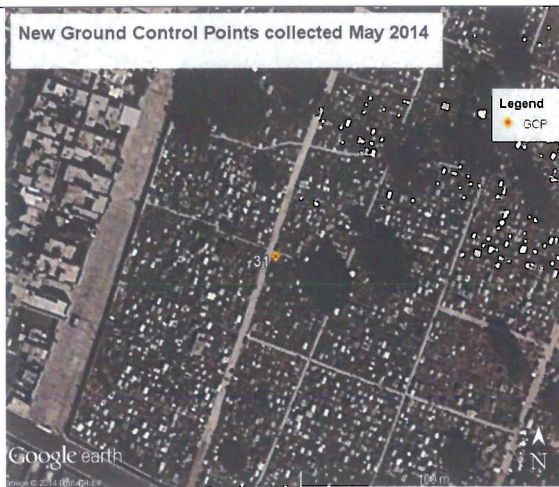 New Ground Control Points collected May 2014
Legend
GCP
31
Google earth
N
100 m